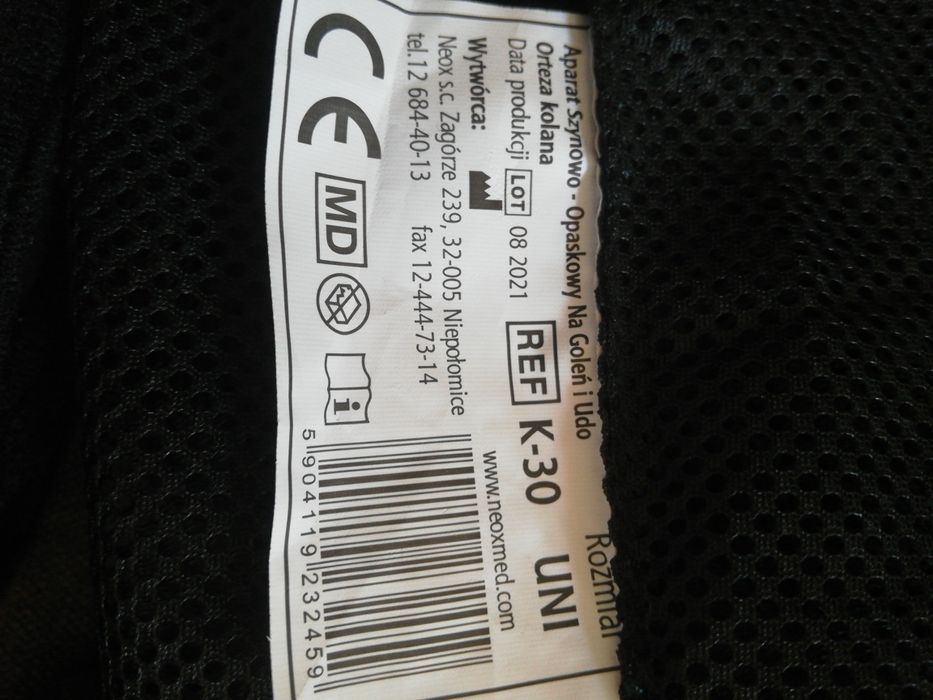 Aparat Szynowo - Opaskowy Na Goleń i Udo
Orteza kolana
Rozmiar
Data produkcji LOT 08 2021 REF K-30 UNI
Wytwórca:
Neox s.c. Zagórze 239, 32-005 Niepołomice
tel.12 684-40-13 fax 12-444-73-14
www.neoxmed.com
CE MD i
5 904119 232459